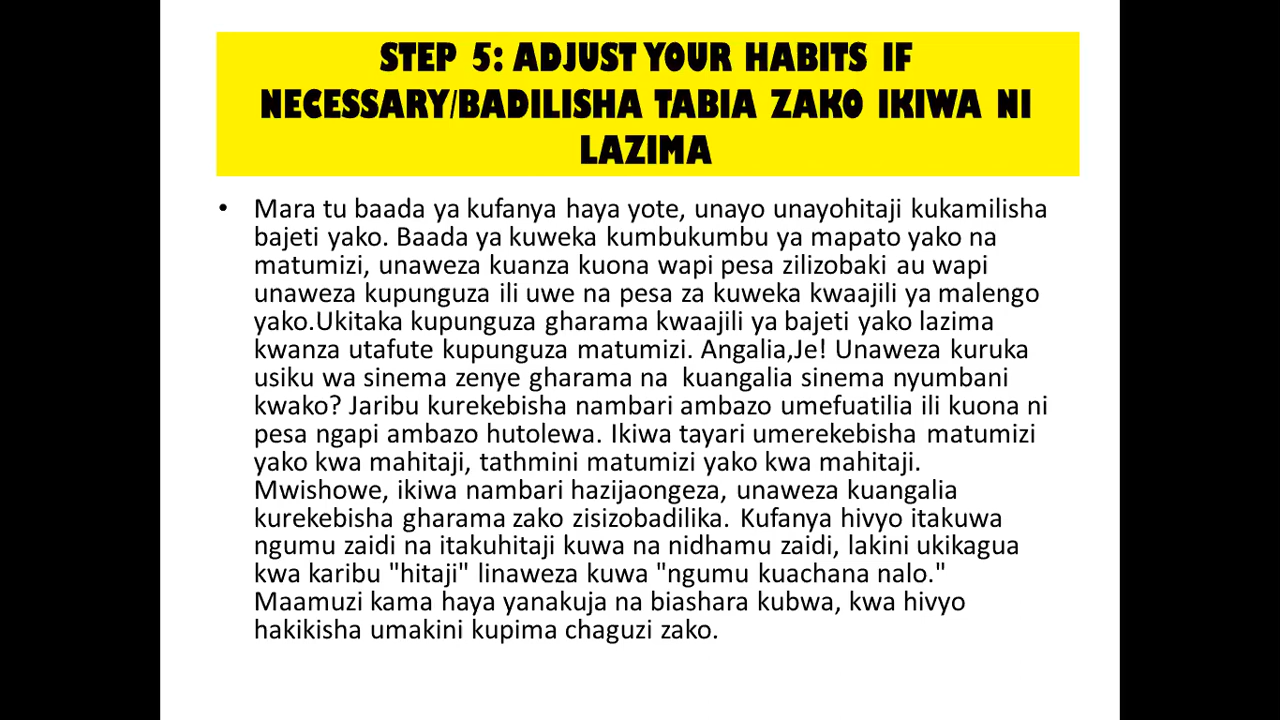 STEP 5: ADJUST YOUR HABITS IF
NECESSARY/BADILISHA TABIA ZAKO IKIWA NI
LAZIMA
• Mara tu baada ya kufanya haya yote, unayo unayohitaji kukamilisha
bajeti yako. Baada ya kuweka kumbukumbu ya mapato yako na
matumizi, unaweza kuanza kuona wapi pesa zilizobaki au wapi
unaweza kupunguza ili uwe na pesa za kuweka kwaajili ya malengo
yako.Ukitaka kupunguza gharama kwaajili ya bajeti yako lazima
kwanza utafute kupunguza matumizi. Angalia,Je! Unaweza kuruka
usiku wa sinema zenye gharama na kuangalia sinema nyumbani
kwako? Jaribu kurekebisha nambari ambazo umefuatilia ili kuona ni
pesa ngapi ambazo hutolewa. Ikiwa tayari umerekebisha matumizi
yako kwa mahitaji, tathmini matumizi yako kwa mahitaji.
Mwishowe, ikiwa nambari hazijaongeza, unaweza kuangalia
kurekebisha gharama zako zisizobadilika. Kufanya hivyo itakuwa
ngumu zaidi na itakuhitaji kuwa na nidhamu zaidi, lakini ukikagua
kwa karibu "hitaji" linaweza kuwa "ngumu kuachana nalo."
Maamuzi kama haya yanakuja na biashara kubwa, kwa hivyo
hakikisha umakini kupima chaguzi zako.